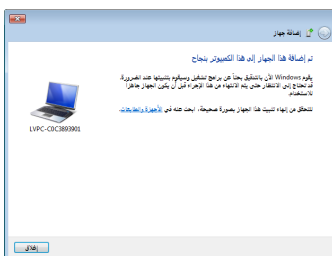 إضافة جهاز
تم إضافة هذا الجهاز إلى هذا الكمبيوتر بنجاح
يقوم Windows الآن بالتدقيق بحثاً عن برامج تشغيل وسيقوم بتثبيتها عند الضرورة.
قد تحتاج إلى الانتظار حتى يتم الانتهاء من هذا الإجراء قبل أن يكون الجهاز جاهزا
للاستخدام.
للتحقق من إنهاء تثبيت هذا الجهاز بصورة صحيحة، ابحث عنه في الأجهزة والطابعات.
LVPC-C0C3893901
إغلاق